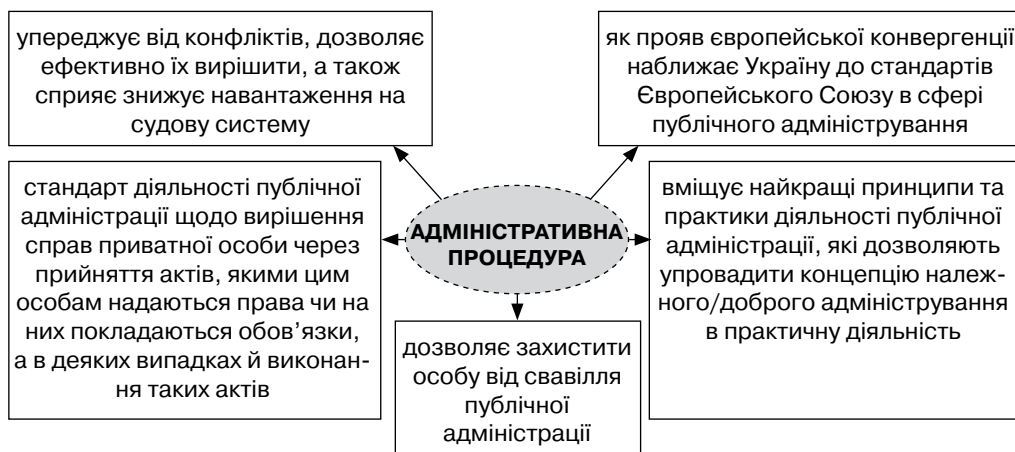 упереджує від конфліктів, дозволяє
ефективно їх вирішити, а також
сприяє знижує навантаження на
судову систему
як прояв європейської конвергенції
наближає Україну до стандартів
Європейського Союзу в сфері
публічного адміністрування
стандарт діяльності публічної
адміністрації щодо вирішення
справ приватної особи через
прийняття актів, якими цим
особам надаються права чи на
них покладаються обов’язки,
а в деяких випадках й виконан-
ня таких актів
АДМІНІСТРАТИВНА
ПРОЦЕДУРА
вміщує найкращі принципи та
практики діяльності публічної
адміністрації, які дозволяють
упровадити концепцію належ-
ного/доброго адміністрування
в практичну діяльність
дозволяє захистити
особу від свавілля
публічної
адміністрації